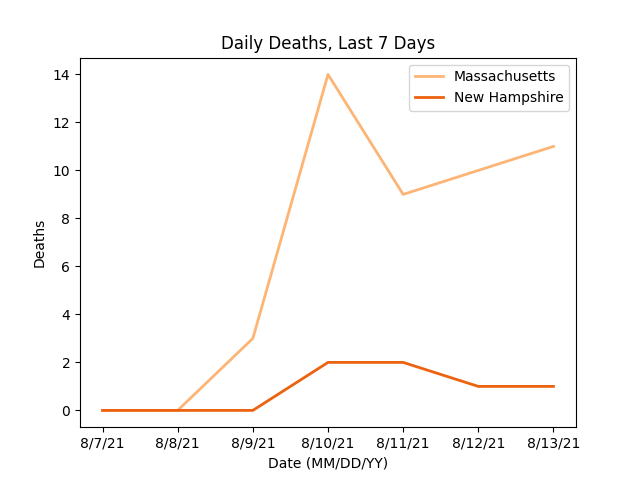 Daily Deaths, Last 7 Days
Massachusetts
New Hampshire
14
12
10
8
6
4
2
0
Deaths
8/7/21 8/8/21 8/9/21 8/10/21 8/11/21 8/12/21 8/13/21
Date (MM/DD/YY)